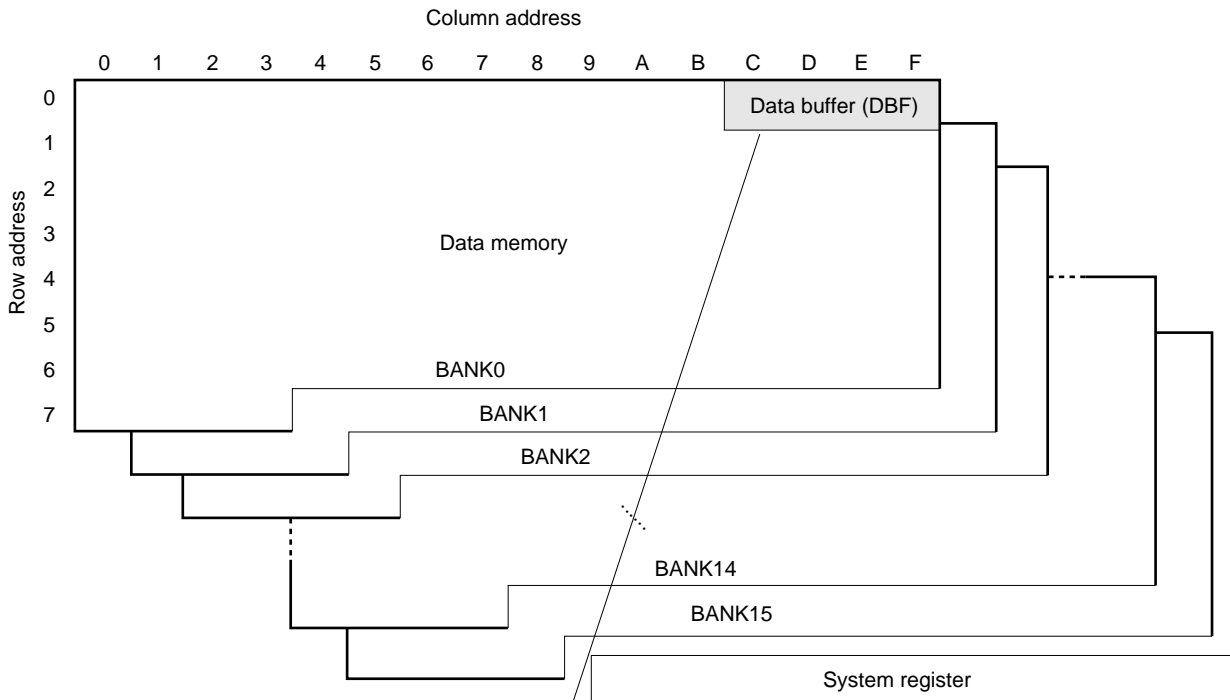 Column address
0 1 2 3 4 5 6 7 8 9 A B C D E F
Row address
0
1
2
3
4
5
6
7
Data buffer (DBF)
Data memory
BANK0
BANK1
BANK2
BANK14
BANK15
System register